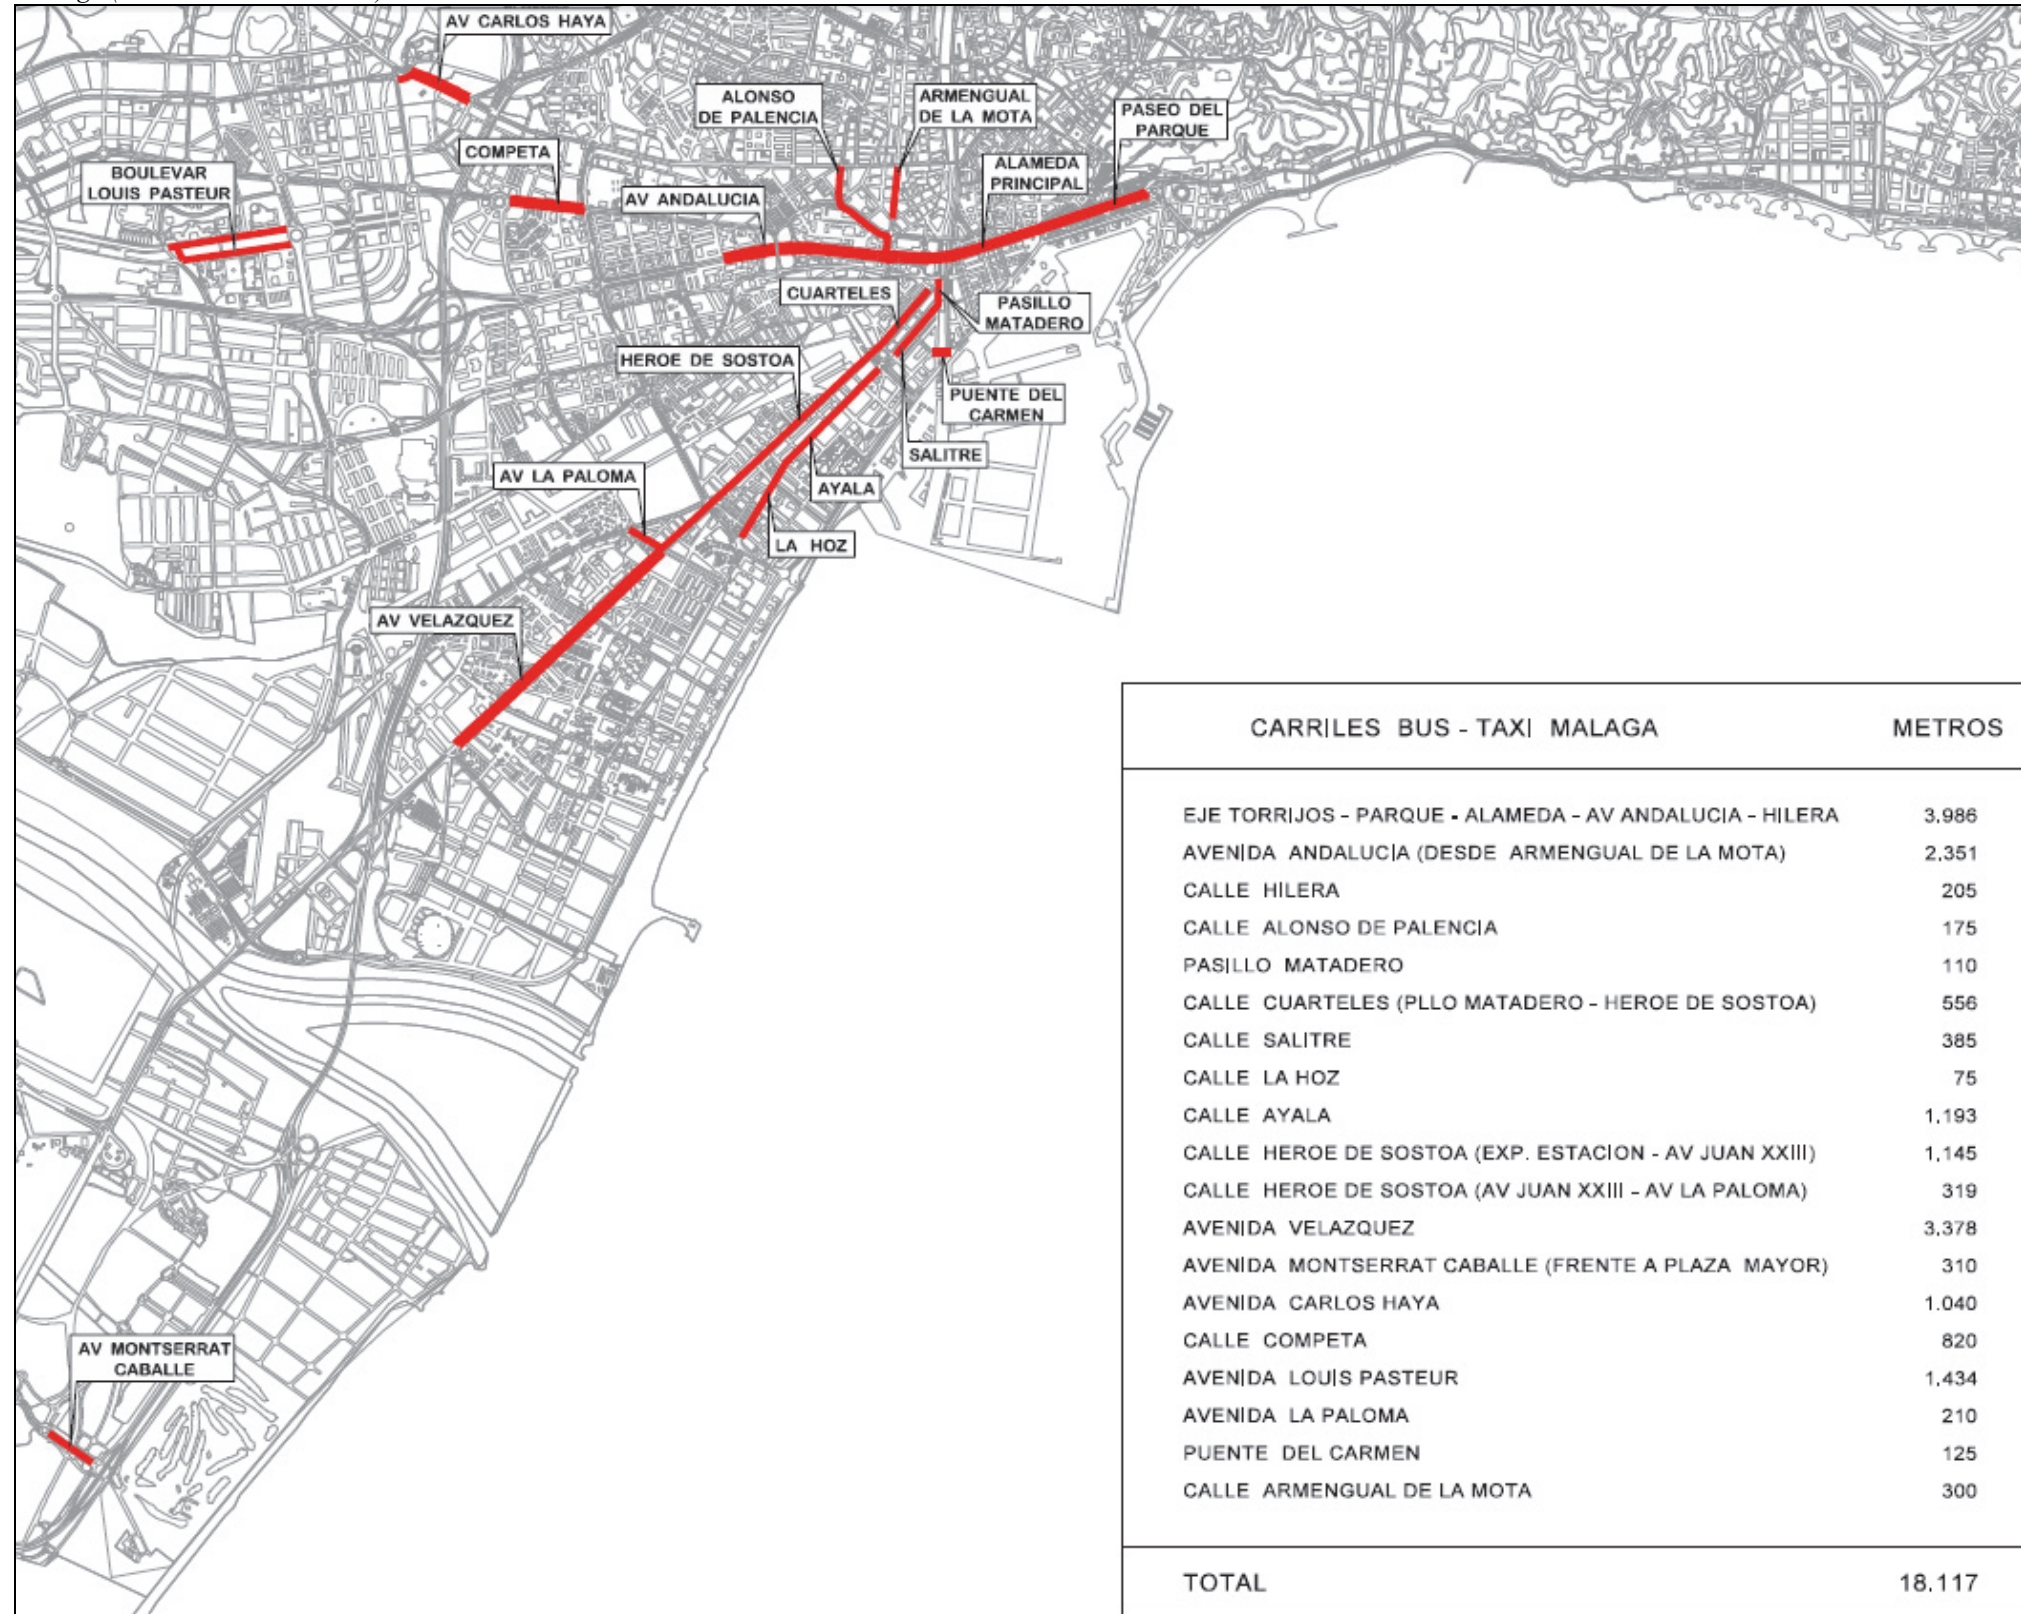 AV CARLOS HAYA
ALONSO
DE PALENCIA
ARMENGUAL
DE LA MOTA
PASEO DEL
PARQUE
COMPETA
ALAMEDA
PRINCIPAL
BOULEVAR
LOUIS PASTEUR
AV ANDALUCIA
CUARTELES
PASILLO
MATADERO
HEROE DE SOSTOA
PUENTE DEL
CARMEN
SALITRE
AV LA PALOMA
AYALA
LA HOZ
AV VELAZQUEZ
AV MONTSERRAT
CABALLE
CARRILES BUS - TAXI MALAGA METROS
EJE TORRIJOS - PARQUE - ALAMEDA - AV ANDALUCIA - HILERA 3.986
AVENIDA ANDALUCIA (DESDE ARMENGUAL DE LA MOTA) 2.351
CALLE HILERA 205
CALLE ALONSO DE PALENCIA 175
PASILLO MATADERO 110
CALLE CUARTELES (PLLO MATADERO - HEROE DE SOSTOA) 556
CALLE SALITRE 385
CALLE LA HOZ 75
CALLE AYALA 1.193
CALLE HEROE DE SOSTOA (EXP. ESTACION - AV JUAN XXIII) 1.145
CALLE HEROE DE SOSTOA (AV JUAN XXIII - AV LA PALOMA) 319
AVENIDA VELAZQUEZ 3.378
AVENIDA MONTSERRAT CABALLE (FRENTE A PLAZA MAYOR) 310
AVENIDA CARLOS HAYA 1.040
CALLE COMPETA 820
AVENIDA LOUIS PASTEUR 1.434
AVENIDA LA PALOMA 210
PUENTE DEL CARMEN 125
CALLE ARMENGUAL DE LA MOTA 300
TOTAL 18.117